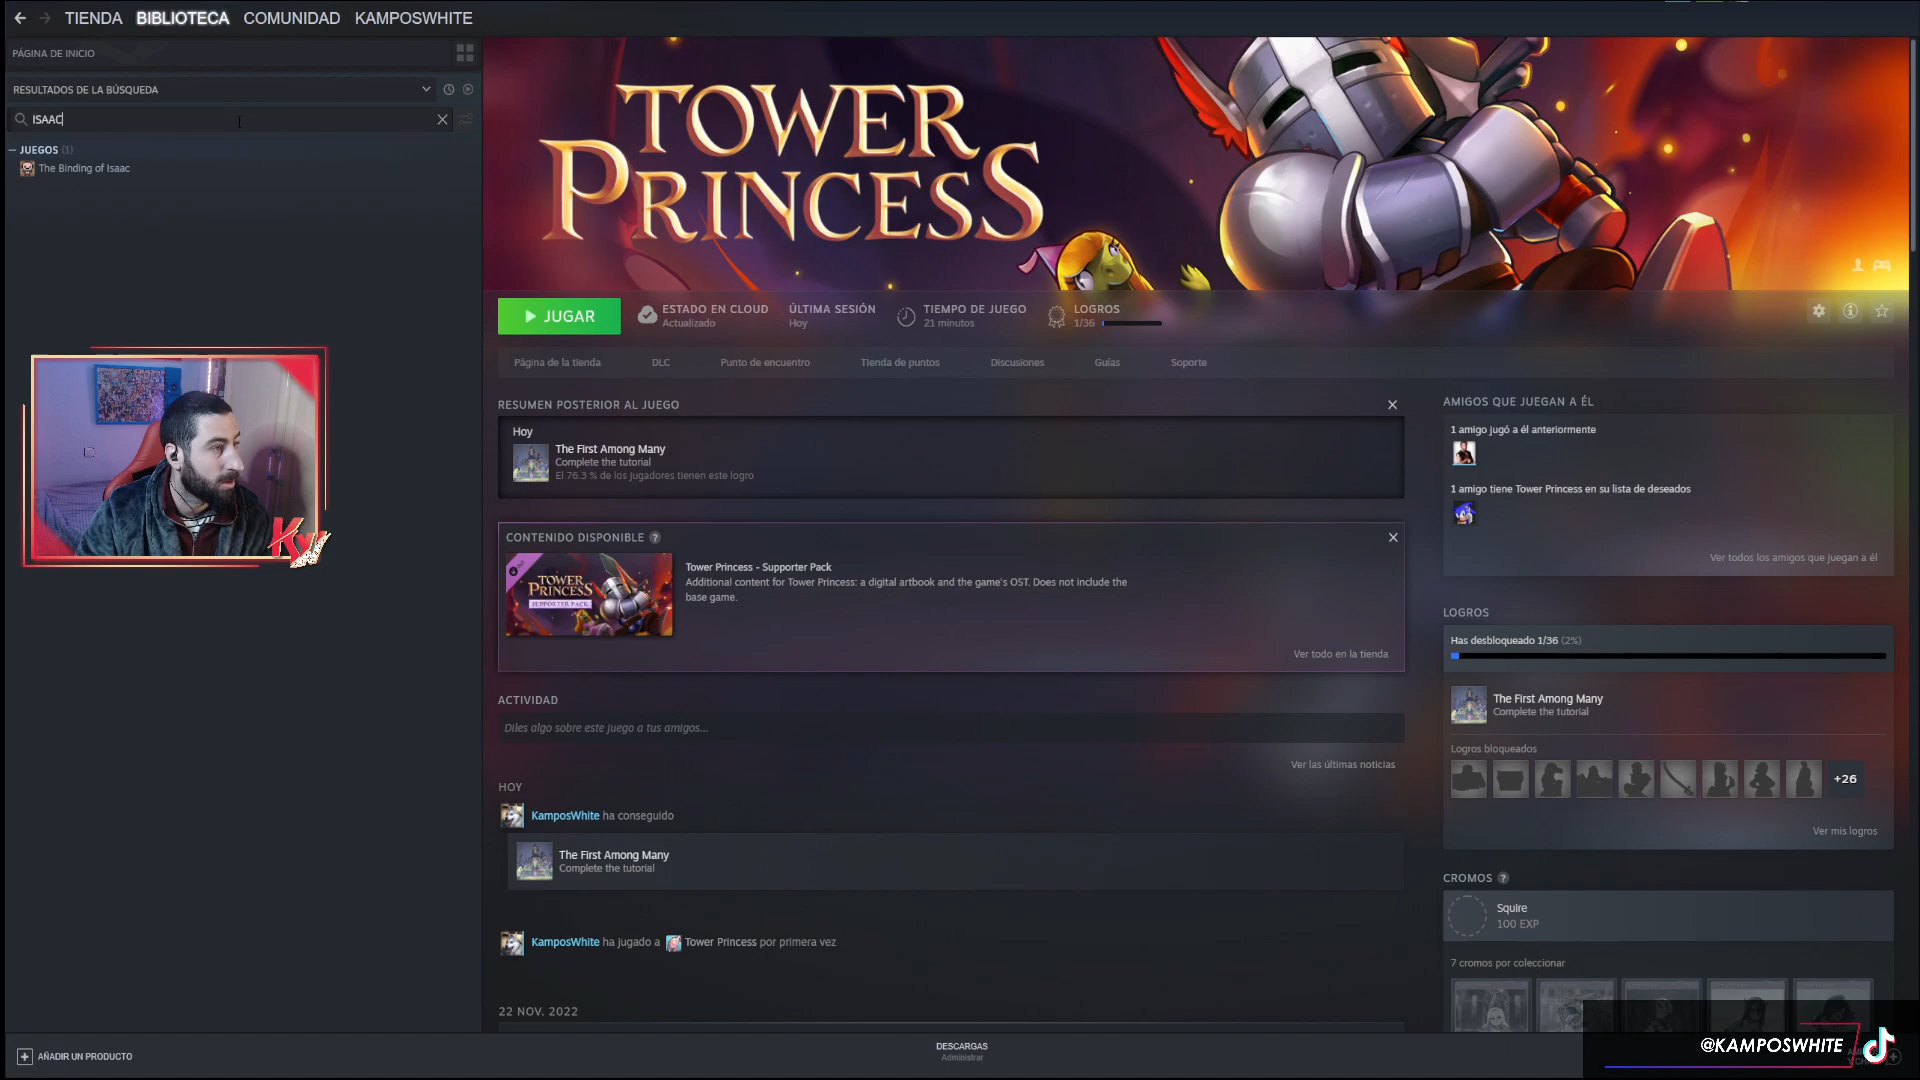 TIENDA BIBLIOTECA COMUNIDAD KAMPOSWHITE
PÁGINA DE INICIO
RESULTADOS DE LA BÚSQUEDA
ISAAC
JUEGOS (1)
The Binding of Isaac
TOWER
PRINCESS
JUGAR
ESTADO EN CLOUD
Actualizado
ÚLTIMA SESIÓN
Hoy
TIEMPO DE JUEGO
21 minutos
LOGROS
1/36
Página de la tienda DLC Punto de encuentro Tienda de puntos Discusiones Guías Soporte
RESUMEN POSTERIOR AL JUEGO
Hoy
The First Among Many
Complete the tutorial
El 76.3 % de los jugadores tienen este logro
CONTENIDO DISPONIBLE ?
TOWER
PRINCESS
SUPPORTER PACK
Tower Princess - Supporter Pack
Additional content for Tower Princess: a digital artbook and the game's OST. Does not include the
base game.
Ver todo en la tienda
ACTIVIDAD
Diles algo sobre este juego a tus amigos...
Ver las últimas noticias
HOY
KamposWhite ha conseguido
The First Among Many
Complete the tutorial
KamposWhite ha jugado a Tower Princess por primera vez
22 NOV. 2022
AMIGOS QUE JUEGAN A ÉL
1 amigo jugó a él anteriormente
1 amigo tiene Tower Princess en su lista de deseados
Ver todos los amigos que juegan a él
LOGROS
Has desbloqueado 1/36 (2%)
The First Among Many
Complete the tutorial
Logros bloqueados
+26
Ver mis logros
CROMOS ?
Squire
100 EXP
7 cromos por coleccionar
KW
AÑADIR UN PRODUCTO
DESCARGAS
Administrar
@KAMPOSWHITE